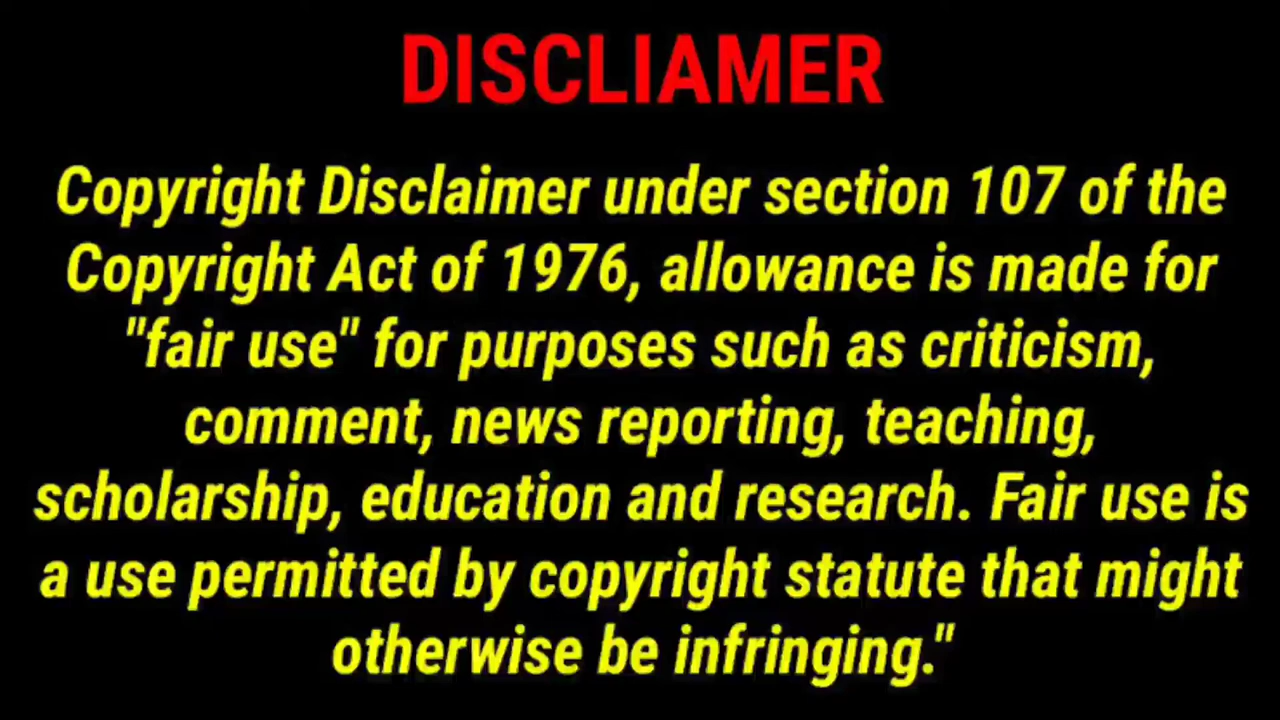 DISCLIAMER
Copyright Disclaimer under section 107 of the
Copyright Act of 1976, allowance is made for
"fair use" for purposes such as criticism,
comment, news reporting, teaching,
scholarship, education and research. Fair use is
a use permitted by copyright statute that might
otherwise be infringing."